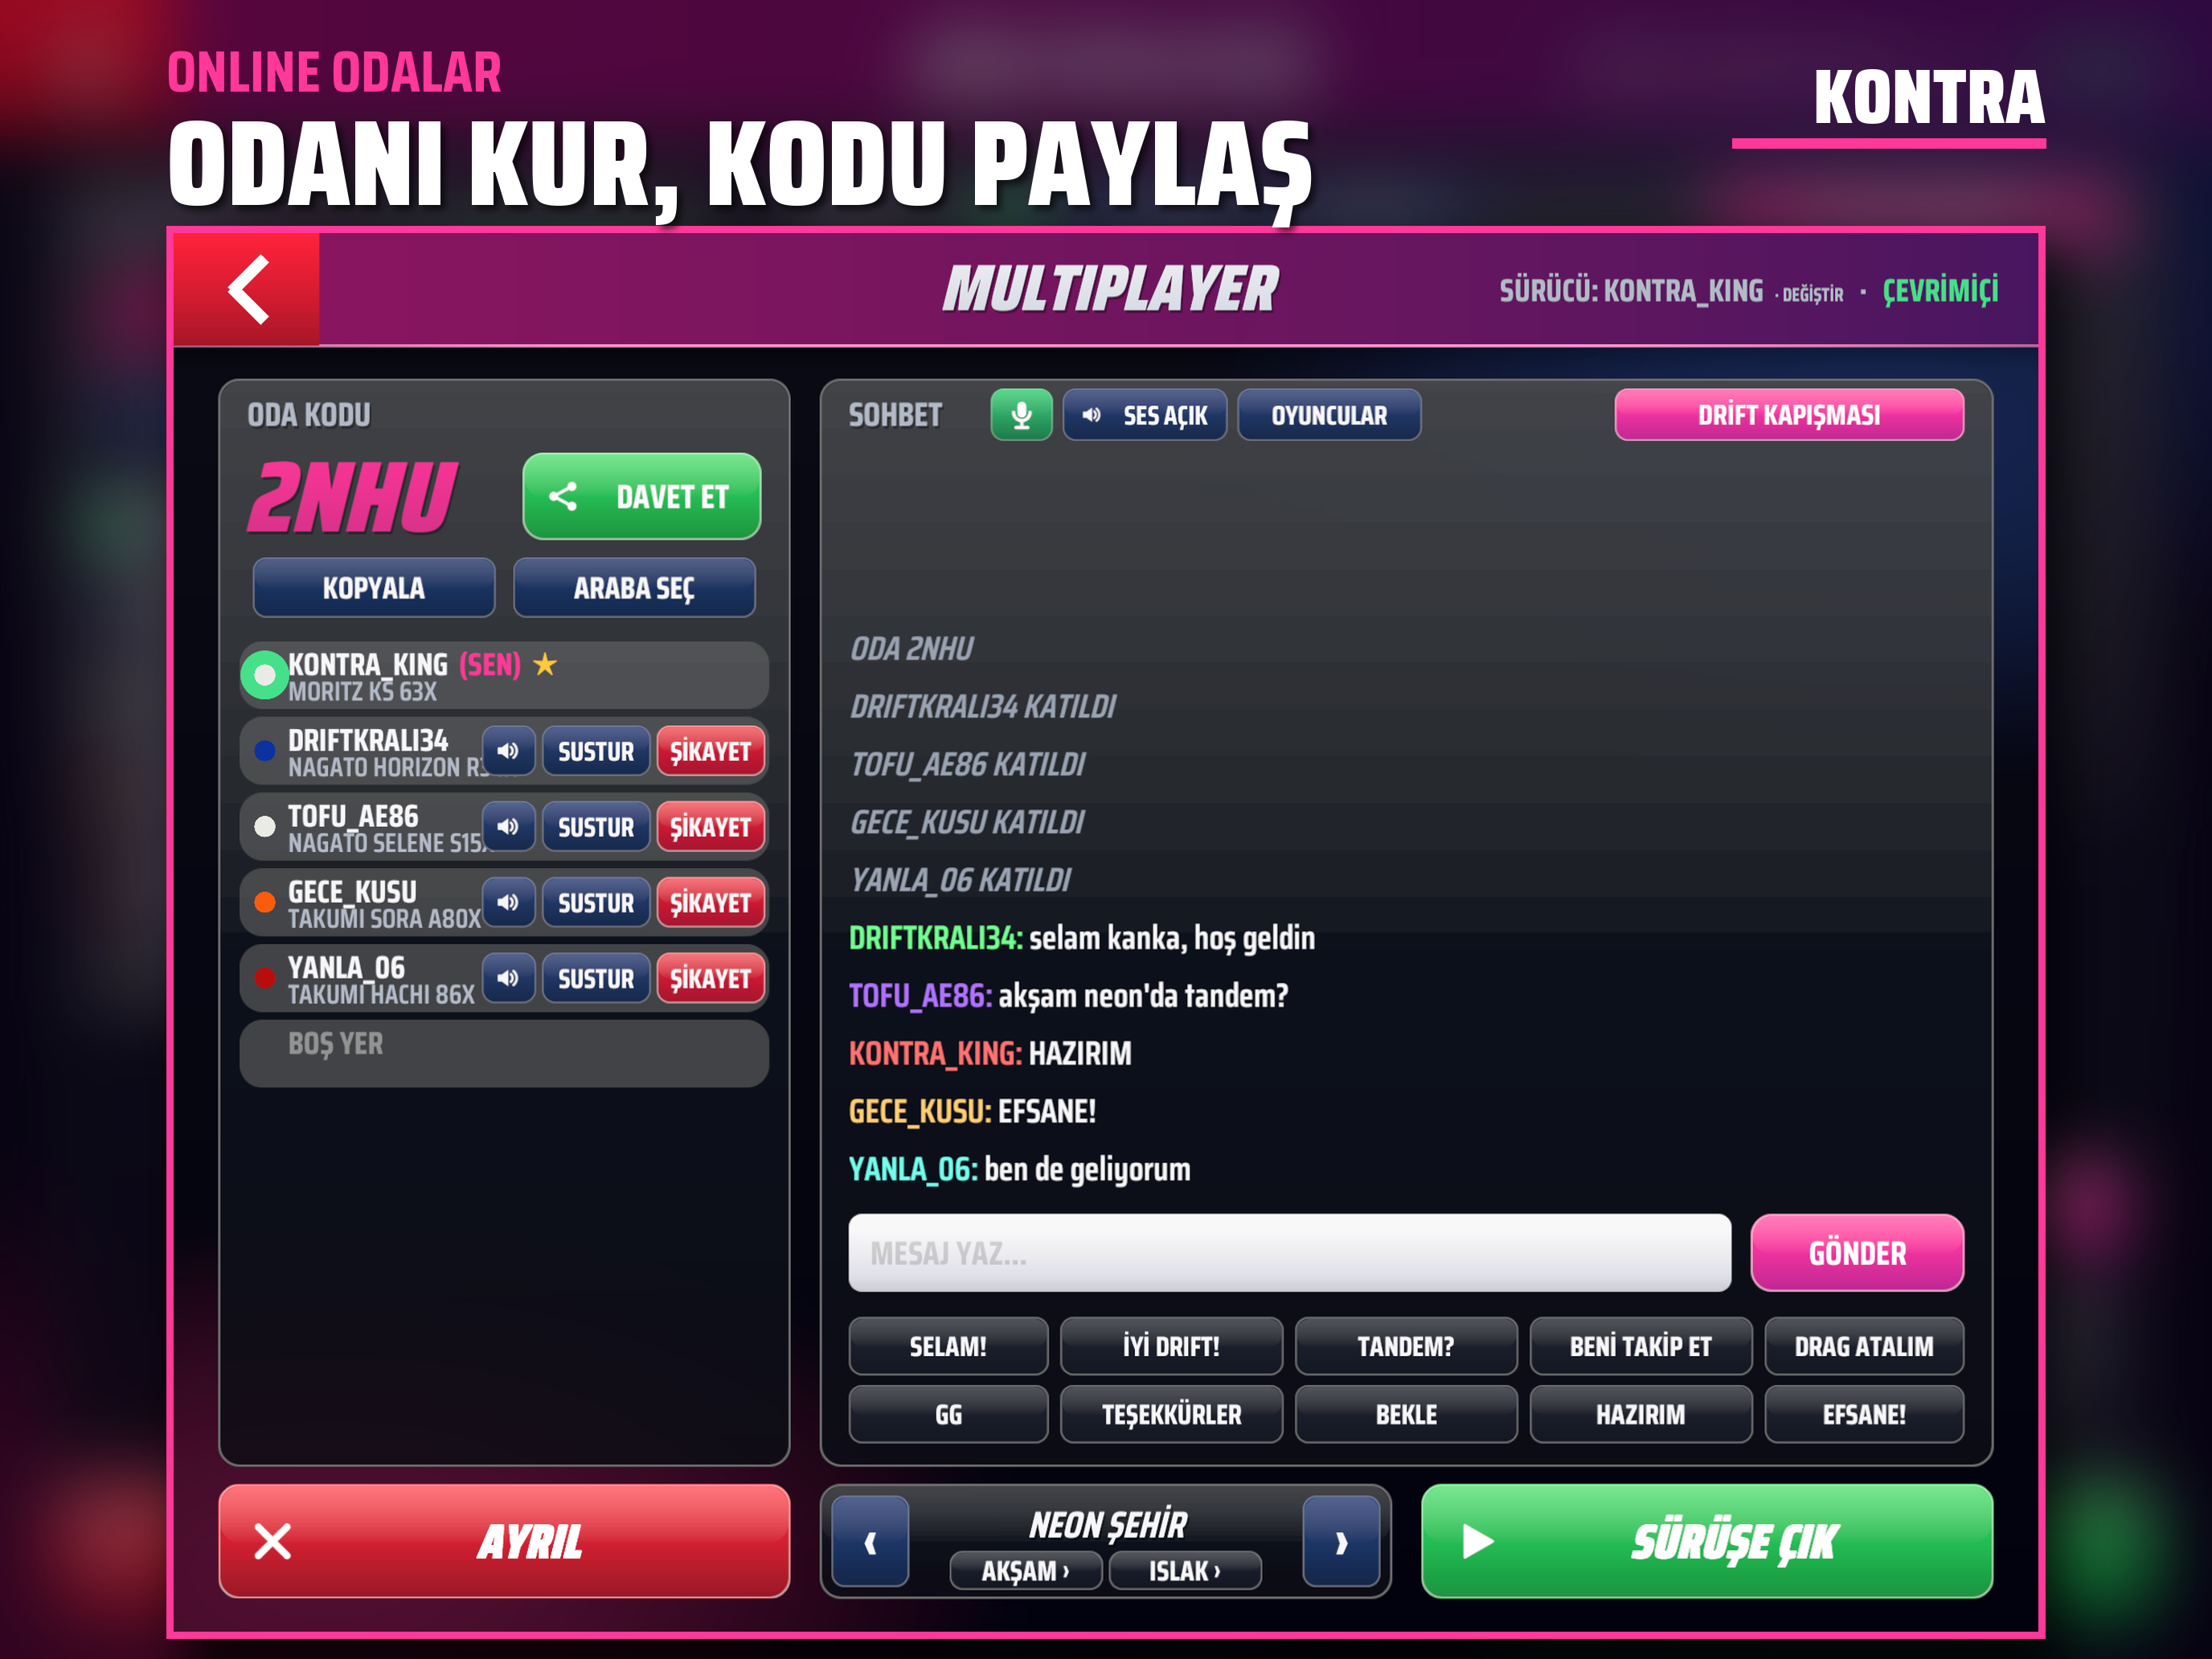 ONLINE ODALAR
ODANI KUR, KODU PAYLAŞ
KONTRA
MULTIPLAYER
SÜRÜCÜ: KONTRA_KING · DEĞİŞTİR · ÇEVRİMİÇİ
ODA KODU
2NHU
DAVET ET
KOPYALA
ARABA SEÇ
KONTRA_KING (SEN) ★
MORITZ KS 63X
DRIFTKRALI34
NAGATO HORIZON
SUSTUR
ŞİKAYET
TOFU_AE86
NAGATO SELENE
SUSTUR
ŞİKAYET
GECE_KUSU
TAKUMI SORA A80X
SUSTUR
ŞİKAYET
YANLA_06
TAKUMI HACHI 86X
SUSTUR
ŞİKAYET
BOŞ YER
SOHBET
SES AÇIK
OYUNCULAR
DRİFT KAPIŞMASI
ODA 2NHU
DRIFTKRALI34 KATILDI
TOFU_AE86 KATILDI
GECE_KUSU KATILDI
YANLA_06 KATILDI
DRIFTKRALI34: selam kanka, hoş geldin
TOFU_AE86: akşam neon'da tandem?
KONTRA_KING: HAZIRIM
GECE_KUSU: EFSANE!
YANLA_06: ben de geliyorum
MESAJ YAZ...
GÖNDER
SELAM!
İYİ DRIFT!
TANDEM?
BENİ TAKİP ET
DRAG ATALIM
GG
TEŞEKKÜRLER
BEKLE
HAZIRIM
EFSANE!
AYRIL
‹
NEON ŞEHİR
›
AKŞAM ›
ISLAK ›
SÜRÜŞE ÇIK